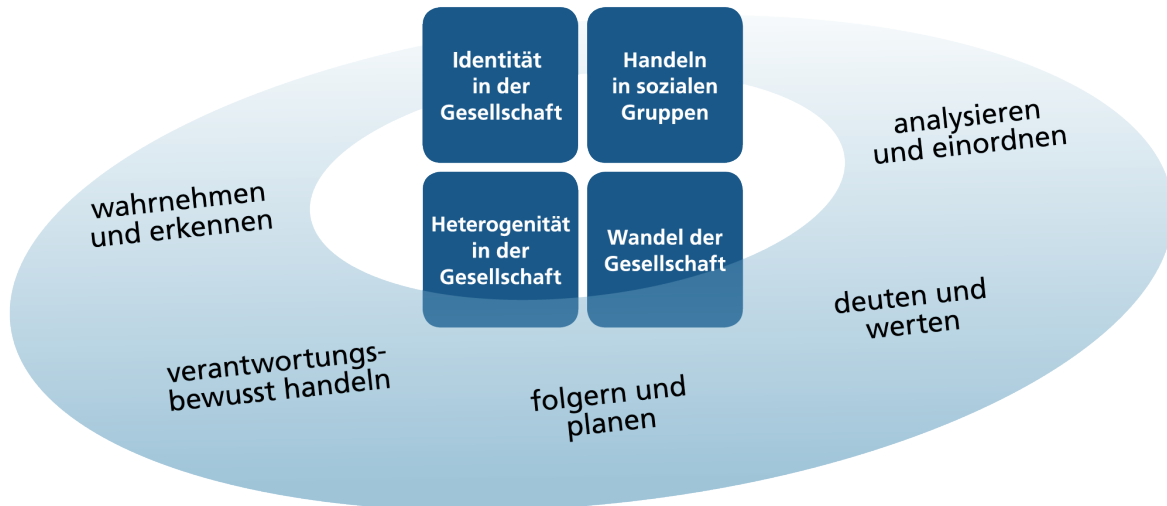 Identität
in der
Gesellschaft
Handeln
in sozialen
Gruppen
Heterogenität
in der
Gesellschaft
Wandel der
Gesellschaft
wahrnehmen
und erkennen
analysieren
und einordnen
deuten und
werten
folgern und
planen
verantwortungs-
bewusst handeln